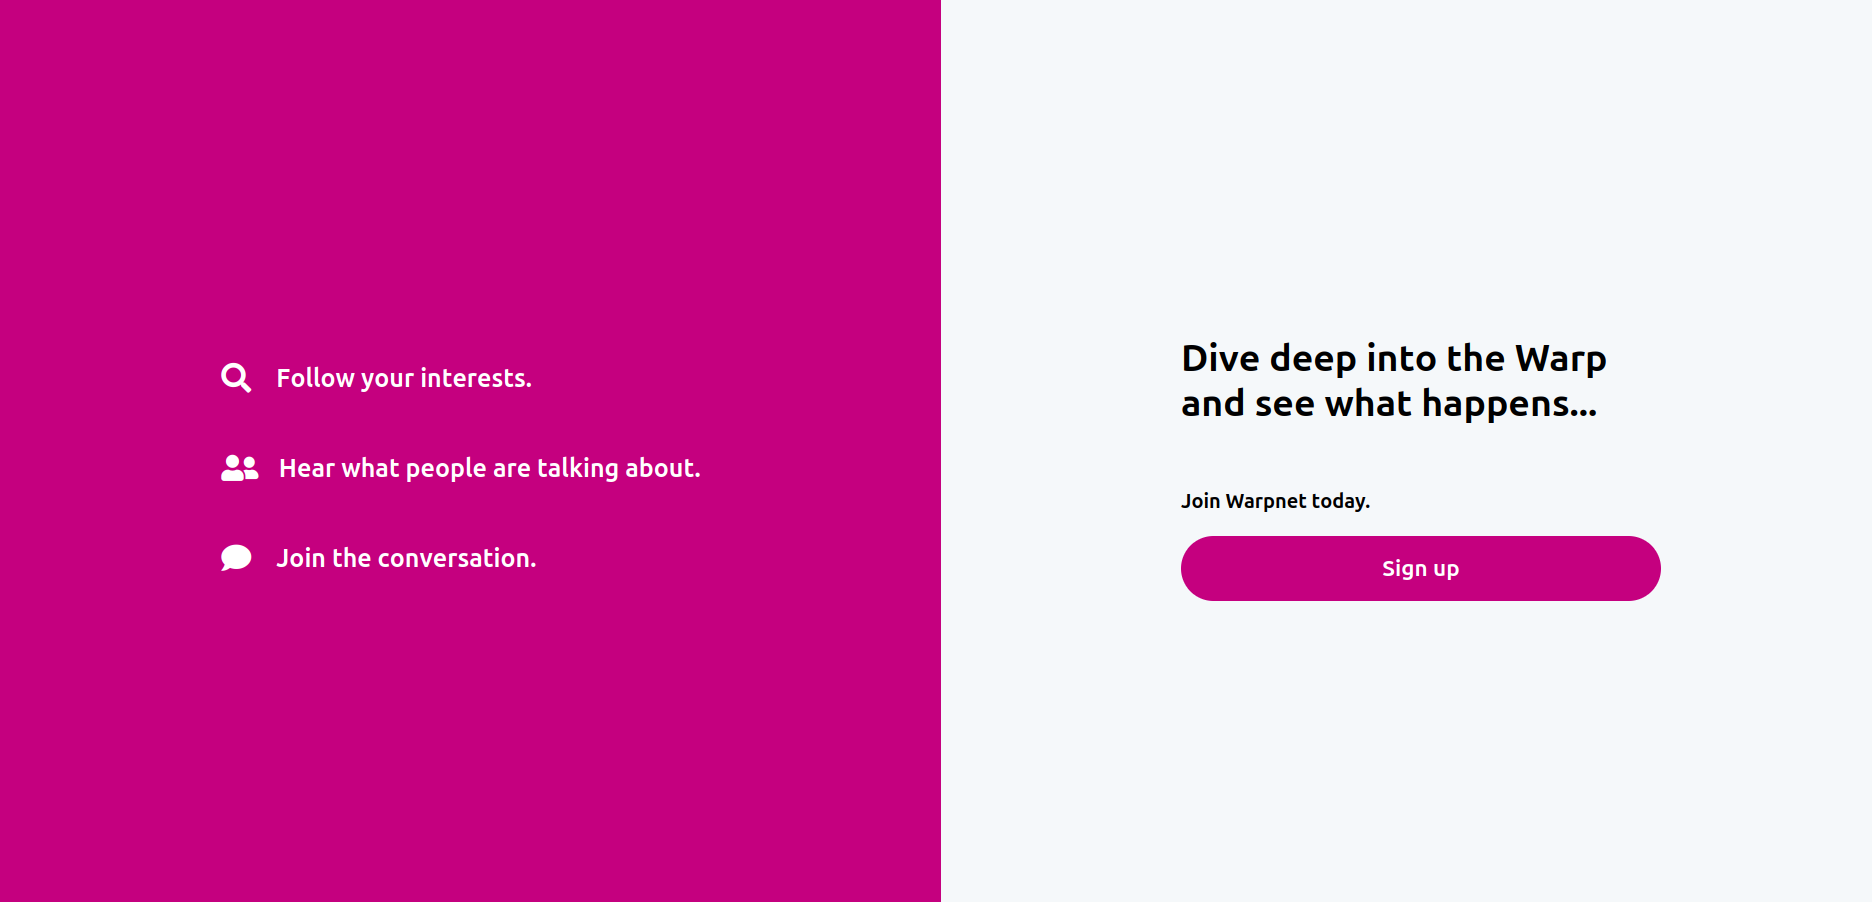 Follow your interests.
Hear what people are talking about.
Join the conversation.
Dive deep into the Warp
and see what happens...
Join Warpnet today.
Sign up